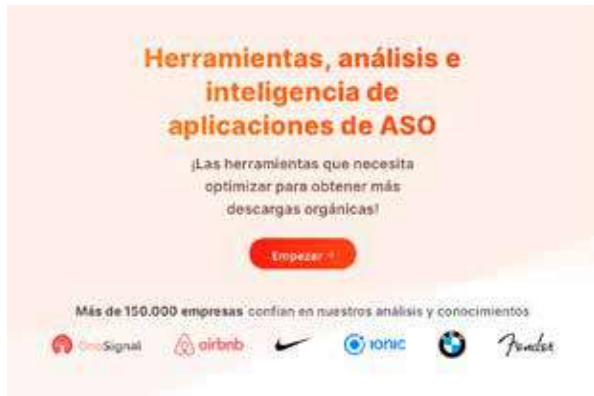 Herramientas, análisis e
inteligencia de
aplicaciones de ASO
¡Las herramientas que necesita
optimizar para obtener más
descargas orgánicas!
Empezar
Más de 150.000 empresas confían en nuestros análisis y conocimientos
OneSignal airbnb ionic BMW Fender